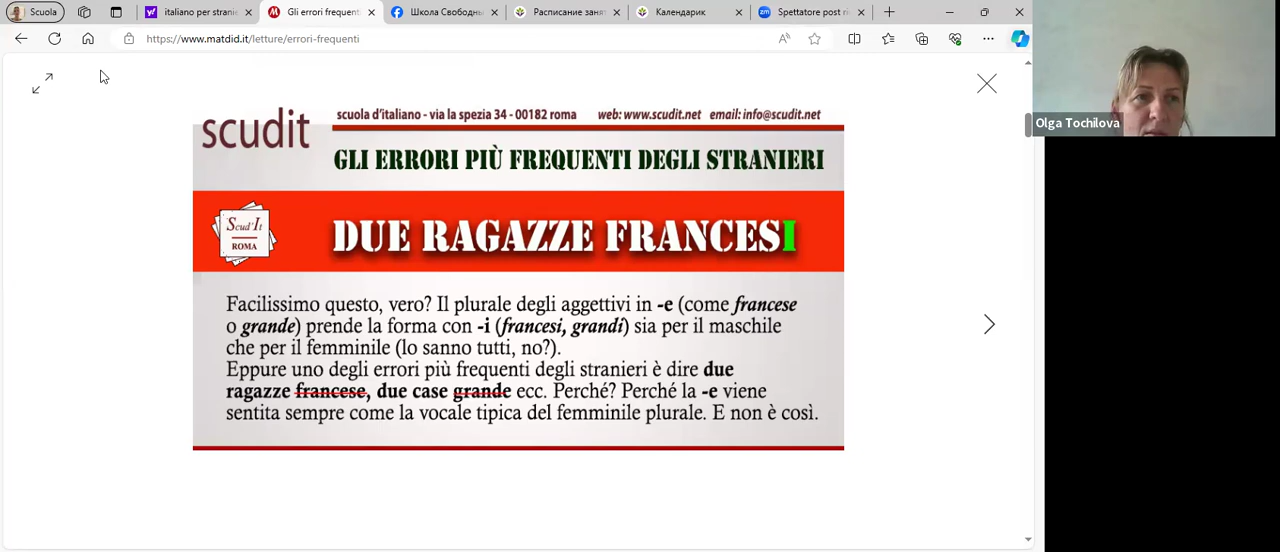 Scuola
italiano per stranie
Gli errori frequent
Школа Свободны
Расписание заня
Календарик
Spettatore post ri
https://www.matdid.it/letture/errori-frequenti
scudit
scuola d'italiano - via la spezia 34 - 00182 roma web: www.scudit.net email: info@scudit.net
GLI ERRORI PIÙ FREQUENTI DEGLI STRANIERI
Scud'It
ROMA
DUE RAGAZZE FRANCESI
Facilissimo questo, vero? Il plurale degli aggettivi in -e (come francese
o grande) prende la forma con -i (francesi, grandi) sia per il maschile
che per il femminile (lo sanno tutti, no?).
Eppure uno degli errori più frequenti degli stranieri è dire due
ragazze francese, due case grande ecc. Perché? Perché la -e viene
sentita sempre come la vocale tipica del femminile plurale. E non è così.
Olga Tochilova